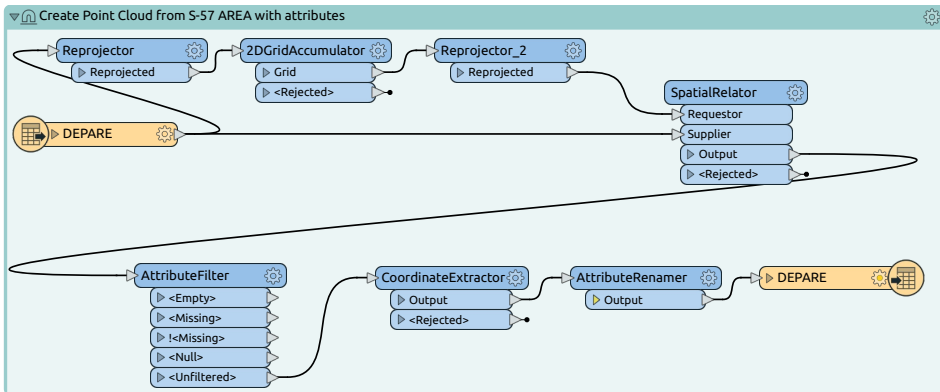 Create Point Cloud from S-57 AREA with attributes
Reprojector
Reprojected
2DGridAccumulator
Grid
<Rejected>
Reprojector_2
Reprojected
SpatialRelator
Requestor
Supplier
Output
<Rejected>
DEPARE
AttributeFilter
<Empty>
<Missing>
!<Missing>
<Null>
<Unfiltered>
CoordinateExtractor
Output
<Rejected>
AttributeRenamer
Output
DEPARE